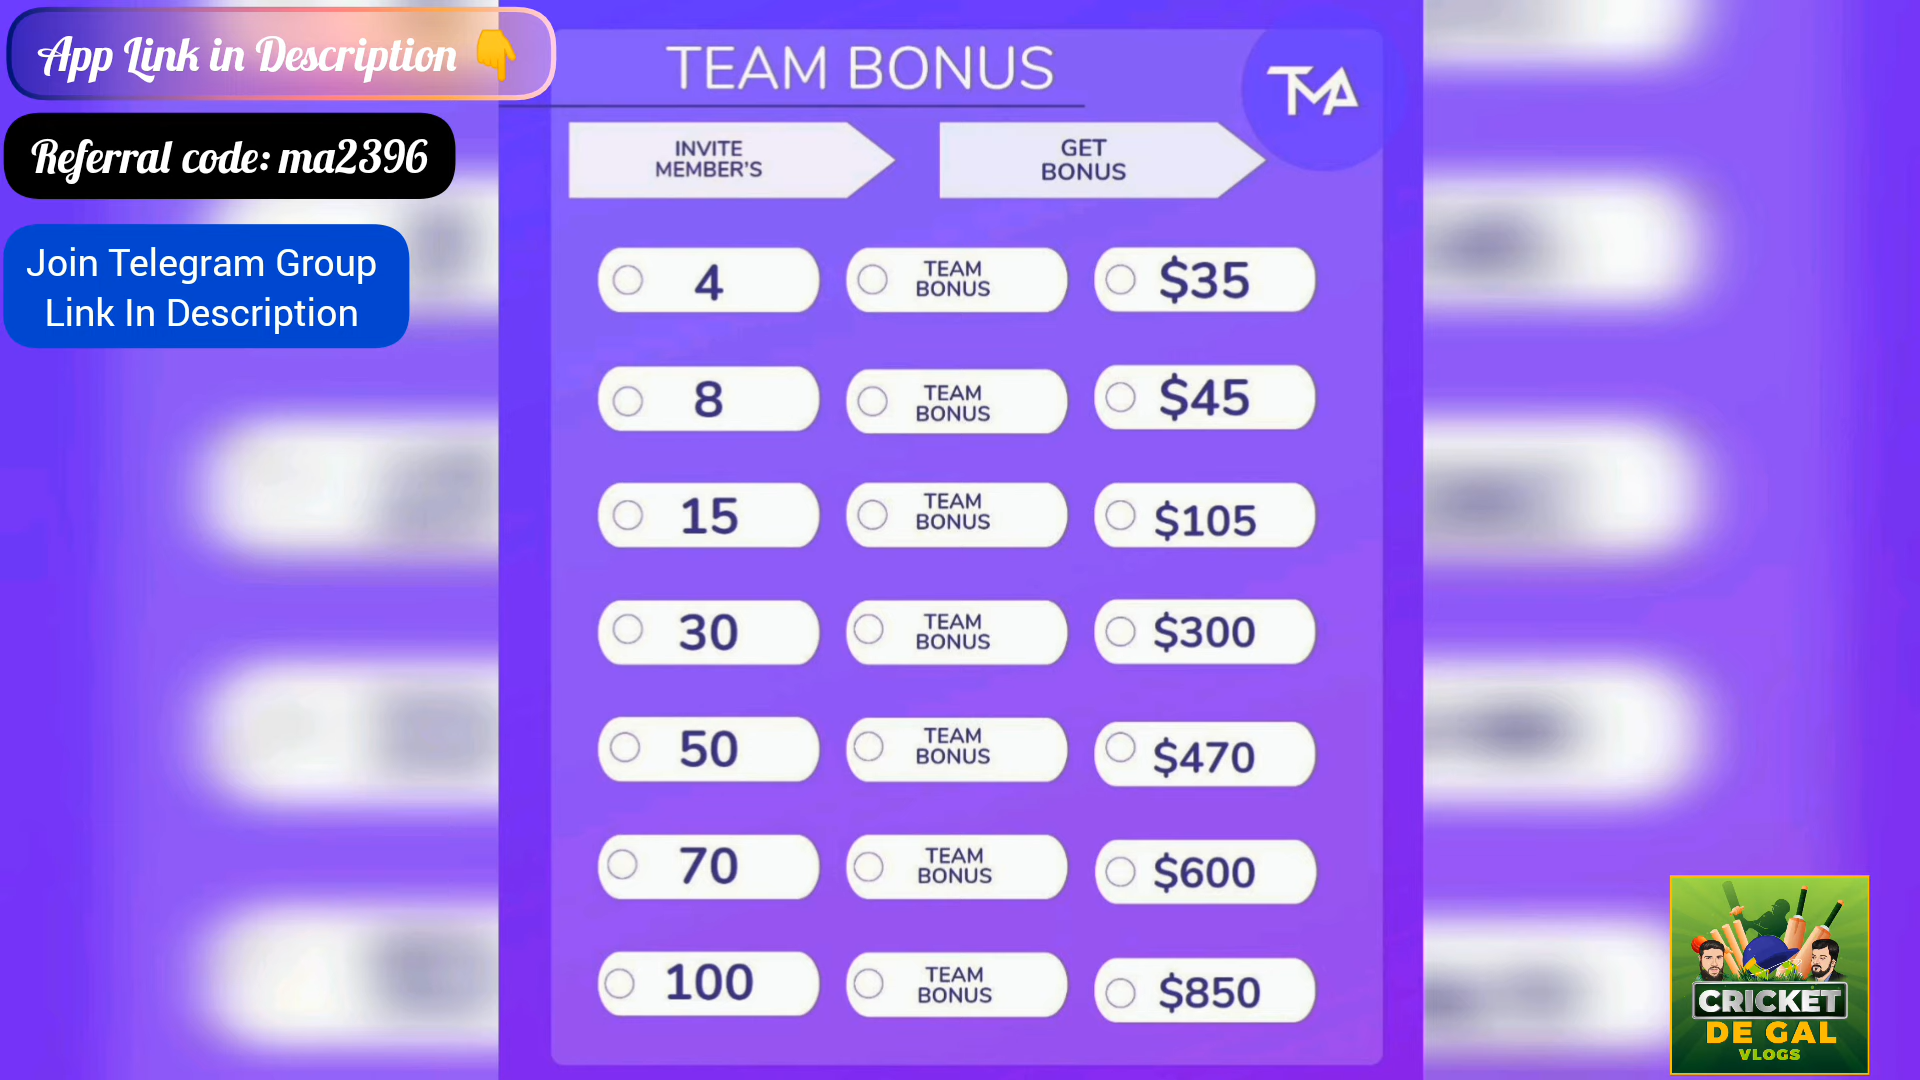 App Link in Description 👇
Referral code: ma2396
Join Telegram Group
Link In Description
TEAM BONUS
TMA
INVITE
MEMBER'S
GET
BONUS
4
TEAM
BONUS
$35
8
TEAM
BONUS
$45
15
TEAM
BONUS
$105
30
TEAM
BONUS
$300
50
TEAM
BONUS
$470
70
TEAM
BONUS
$600
100
TEAM
BONUS
$850
CRICKET
DE GAL
VLOGS